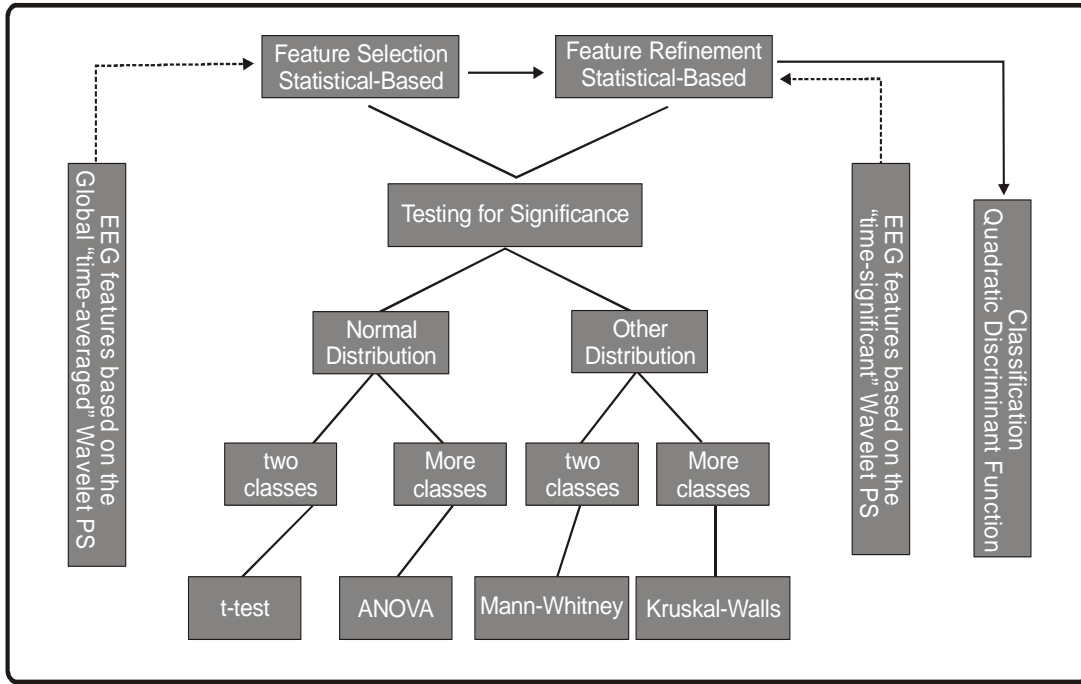 Feature Selection
Statistical-Based
Feature Refinement
Statistical-Based
EEG features based on the
Global “time-averaged” Wavelet PS
Testing for Significance
EEG features based on the
“time-significant” Wavelet PS
Classification
Quadratic Discriminant Function
Normal
Distribution
Other
Distribution
two
classes
More
classes
two
classes
More
classes
t-test
ANOVA
Mann-Whitney
Kruskal-Walls